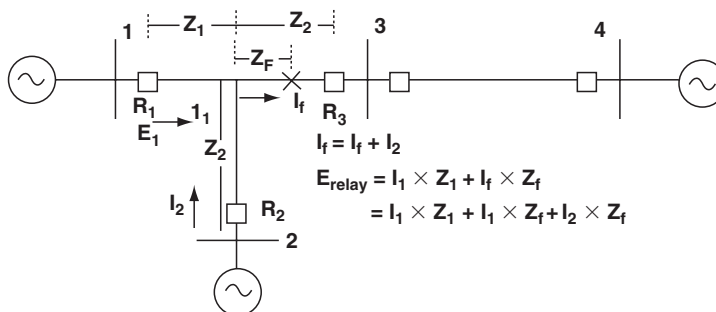 1
Z1
Z2
3
4
ZF
If
R1
E1
11
R3
Z2
I2
R2
2
If = If + I2
Erelay = I1 × Z1 + If × Zf
= I1 × Z1 + I1 × Zf + I2 × Zf